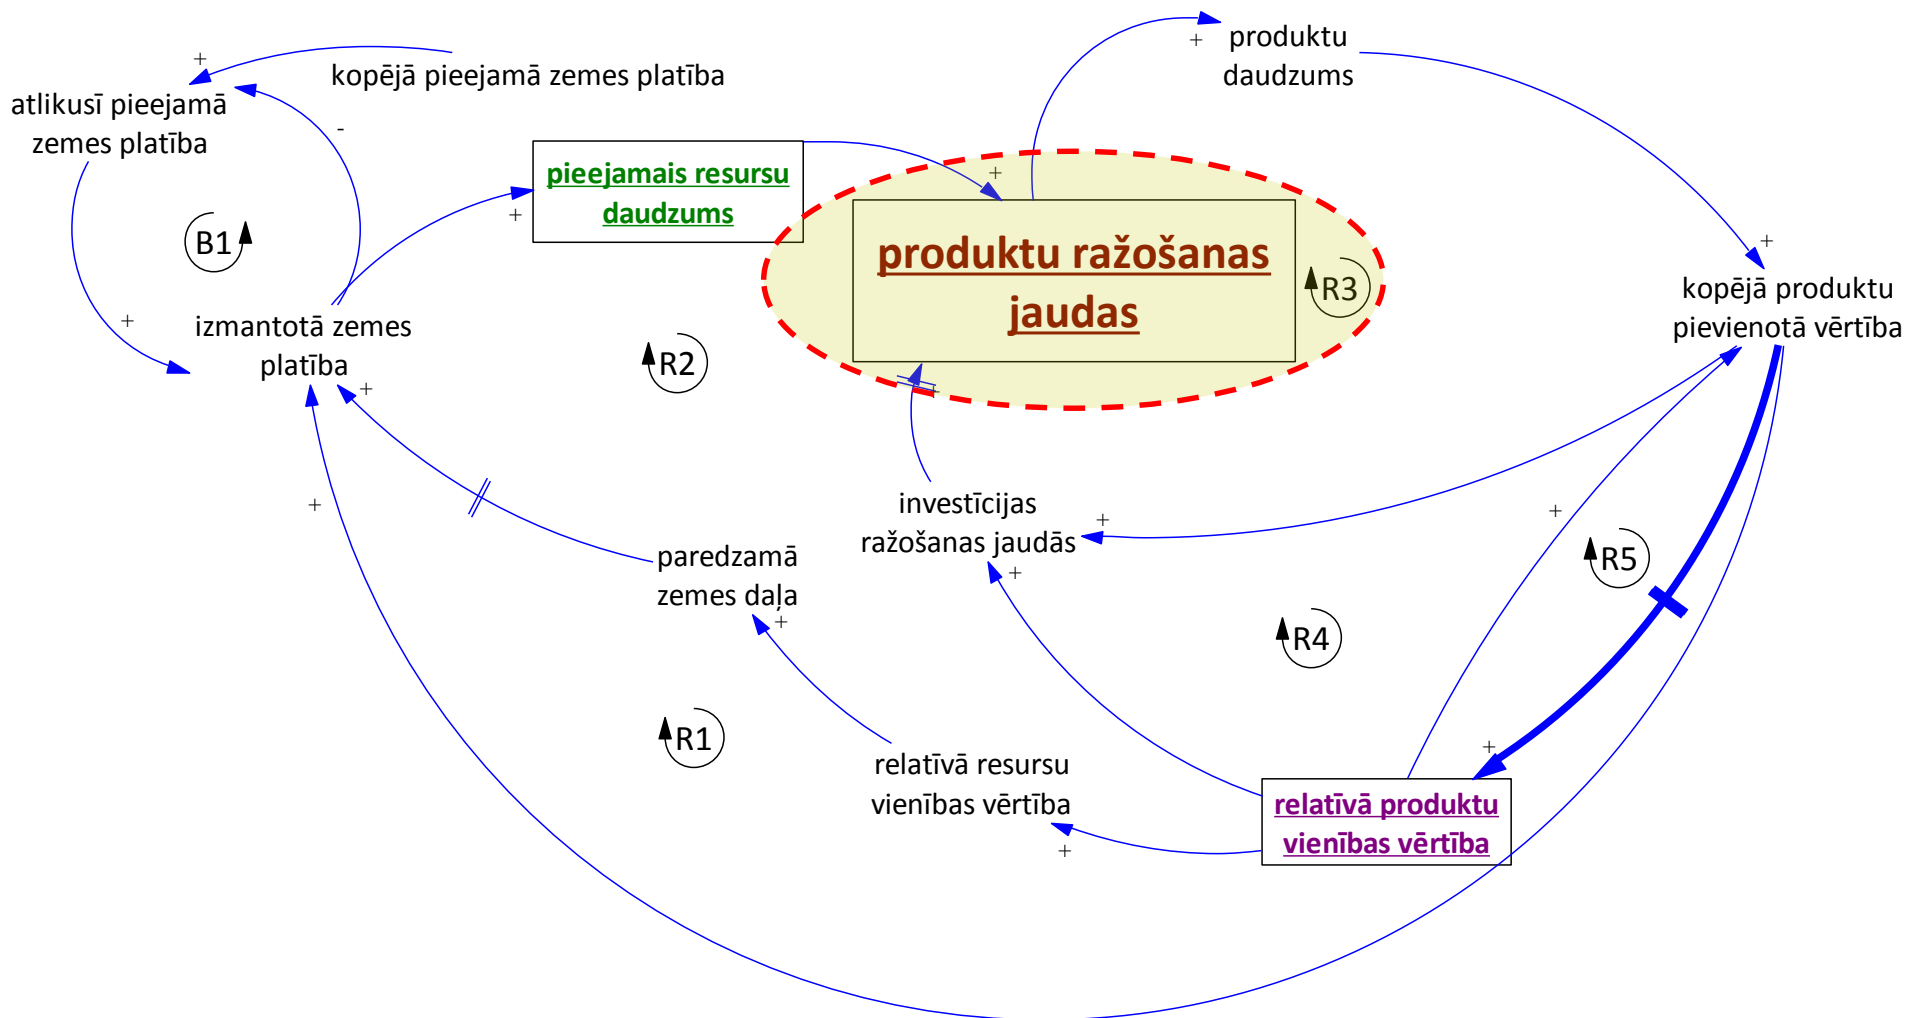 produktu
daudzums
+
+
kopējā pieejamā zemes platība
atlikusī pieejamā
zemes platība
-
pieejamais resursu
daudzums
+
+
B1
produktu ražošanas
jaudas
R3
+
kopējā produktu
pievienotā vērtība
+
izmantotā zemes
platība
R2
+
+
+
investīcijas
ražošanas jaudās
+
+
+
R5
paredzamā
zemes daļa
+
+
R4
R1
relatīvā resursu
vienības vērtība
+
+
relatīvā produktu
vienības vērtība